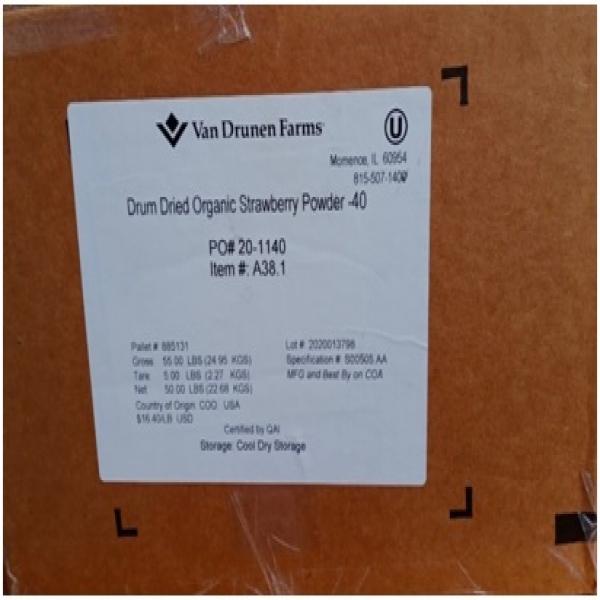 Van Drunen Farms
U
Momence, IL 60954
815-507-1400
Drum Dried Organic Strawberry Powder -40
PO# 20-1140
Item #: A38.1
Pallet # 885131
Lot # 2020013798
Gross 55.00 LBS (24.95 KGS)
Specification # S00505.AA
Tare 5.00 LBS (2.27 KGS)
MFG and Best By on COA
Net 50.00 LBS (22.68 KGS)
Country of Origin COO USA
$16.40/LB USD
Certified by QAI
Storage: Cool Dry Storage